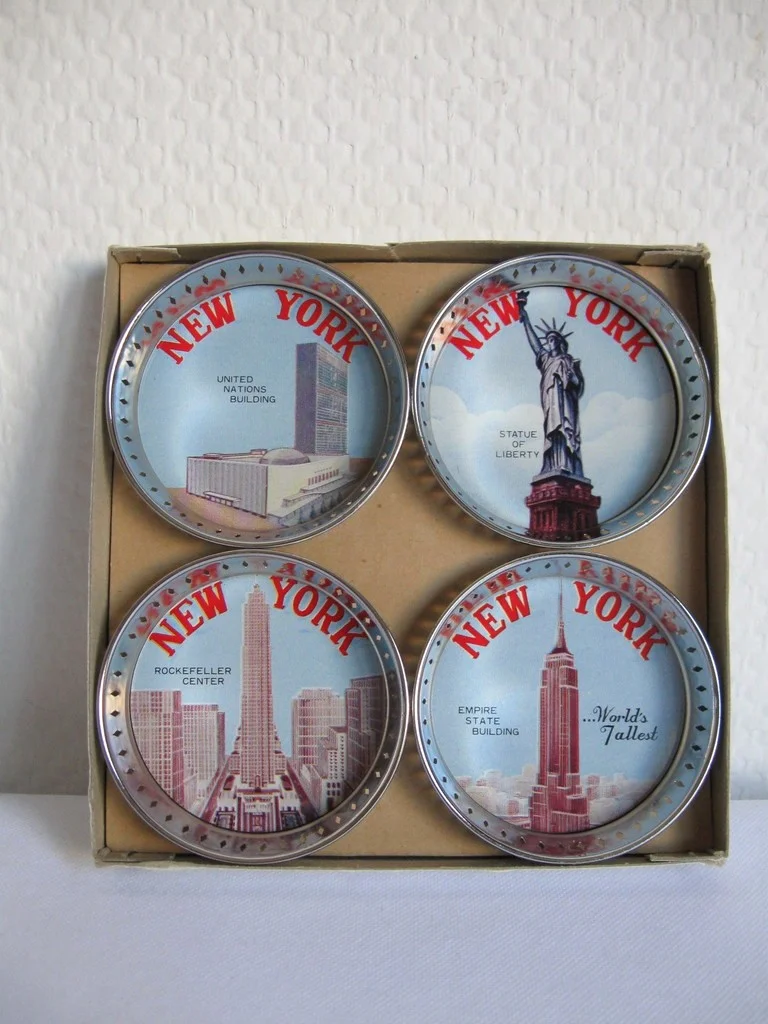 NEW YORK
UNITED
NATIONS
BUILDING
NEW YORK
STATUE
OF
LIBERTY
NEW YORK
ROCKEFELLER
CENTER
NEW YORK
EMPIRE
STATE
BUILDING
...World's
Tallest